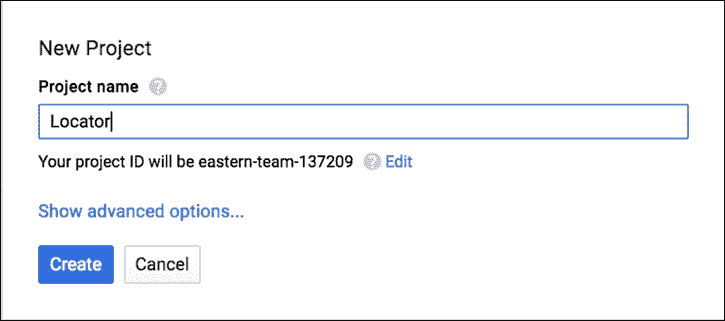 New Project
Project name ?
Locator
Your project ID will be eastern-team-137209 ? Edit
Show advanced options...
Create Cancel